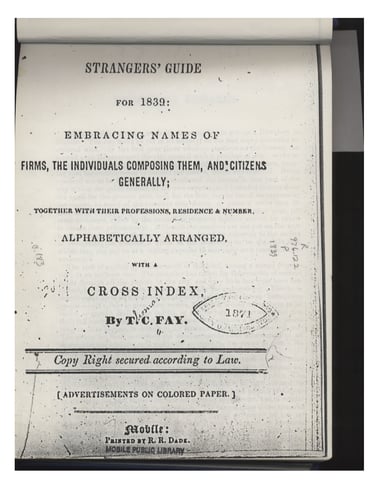 STRANGERS' GUIDE
FOR 1839:
EMBRACING NAMES OF
FIRMS, THE INDIVIDUALS COMPOSING THEM, AND CITIZENS
GENERALLY;
TOGETHER WITH THEIR PROFESSIONS, RESIDENCE & NUMBER,
ALPHABETICALLY ARRANGED,
WITH A
CROSS INDEX,
By T. C. FAY.
1871
Copy Right secured according to Law.
[ADVERTISEMENTS ON COLORED PAPER.]
Mobile:
PRINTED BY R. R. DADE.
MOBILE PUBLIC LIBRARY